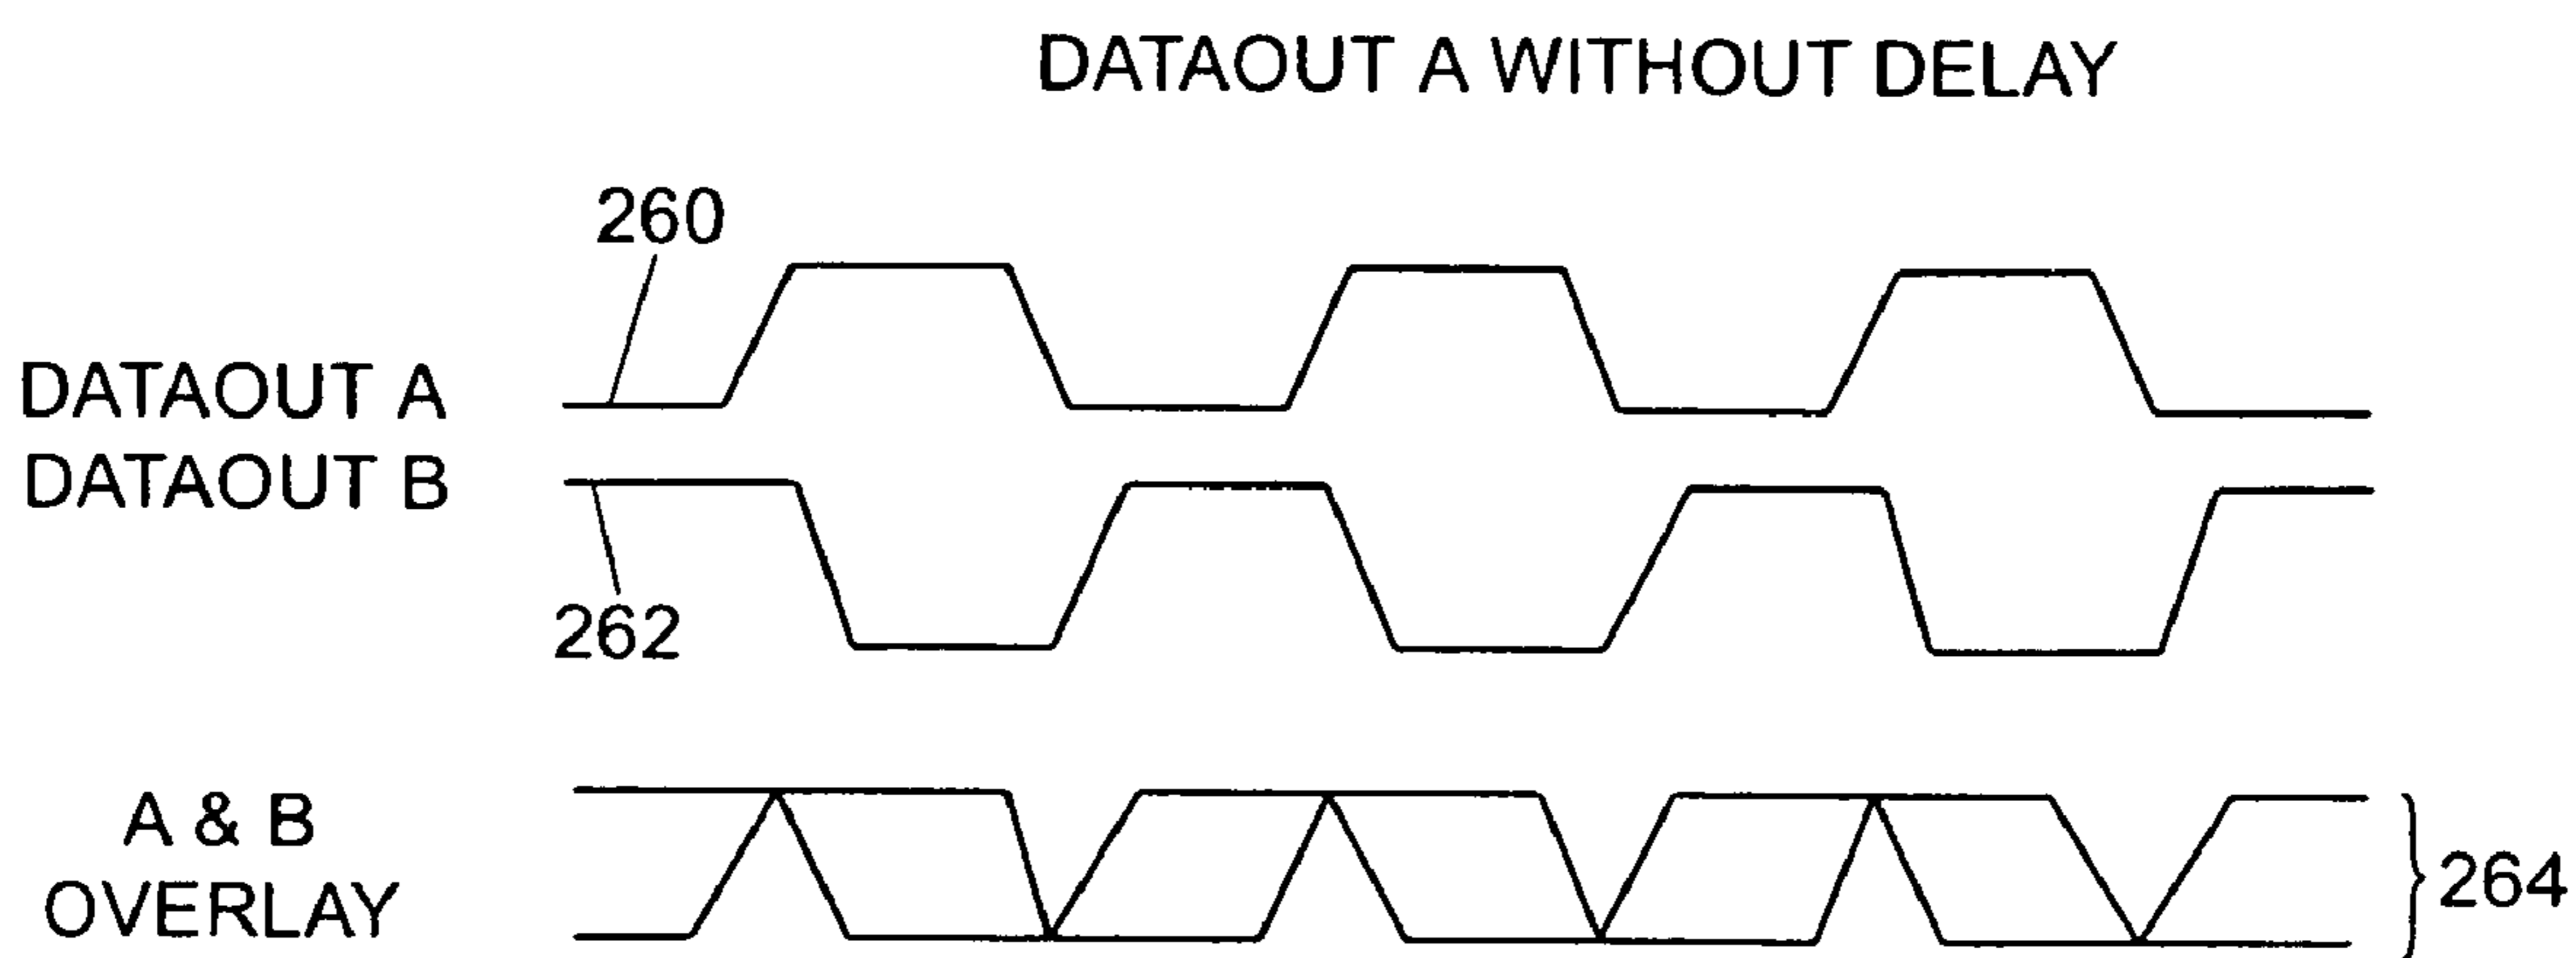 DATAOUT A WITHOUT DELAY
260
DATAOUT A
DATAOUT B
262
A & B
OVERLAY
264